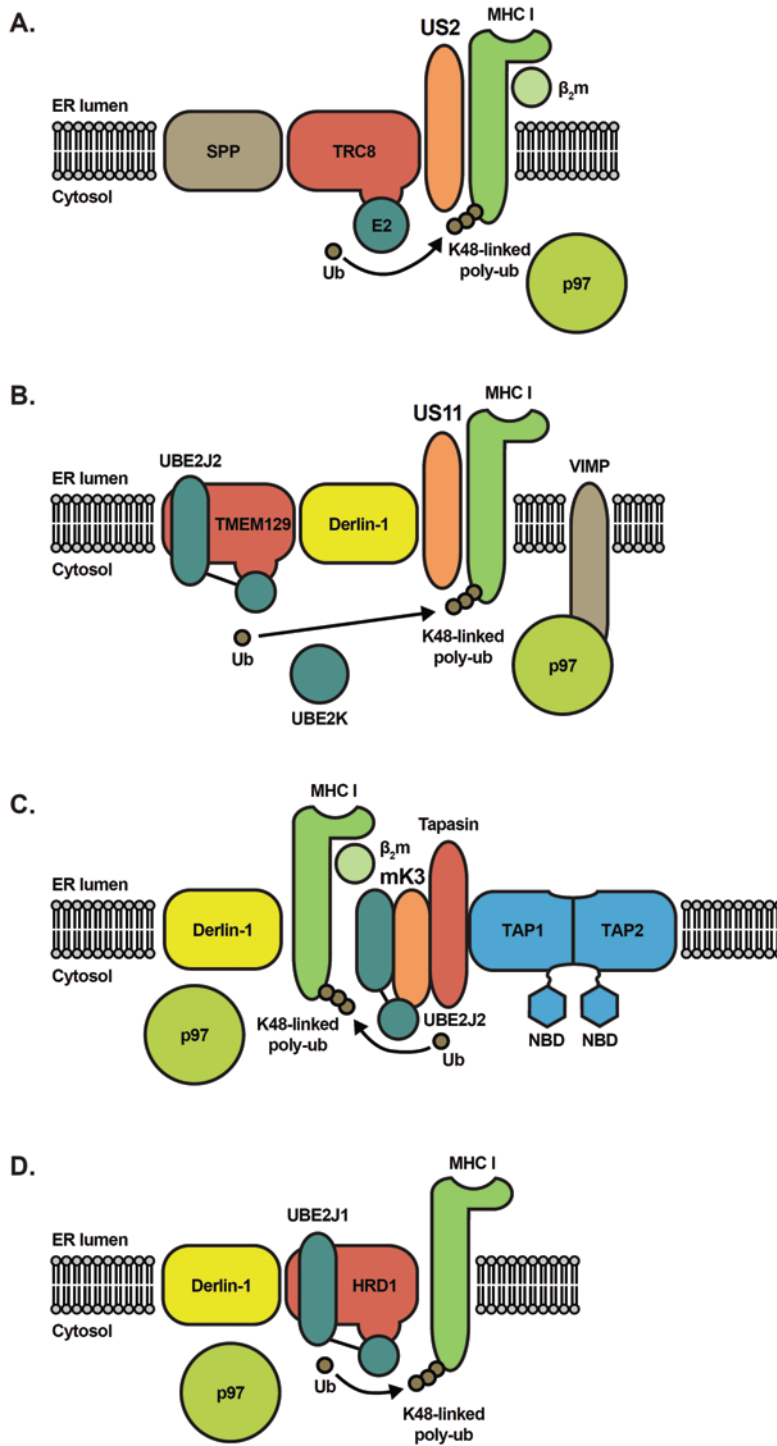 A.
MHC I
US2
β₂m
ER lumen
SPP
TRC8
Cytosol
E2
Ub
K48-linked
poly-ub
p97
B.
MHC I
US11
UBE2J2
VIMP
ER lumen
TMEM129
Derlin-1
Cytosol
Ub
K48-linked
poly-ub
p97
UBE2K
C.
MHC I
Tapasin
β₂m
mK3
ER lumen
Derlin-1
TAP1
TAP2
Cytosol
p97
K48-linked
poly-ub
UBE2J2
Ub
NBD
NBD
D.
MHC I
UBE2J1
ER lumen
Derlin-1
HRD1
Cytosol
p97
Ub
K48-linked
poly-ub